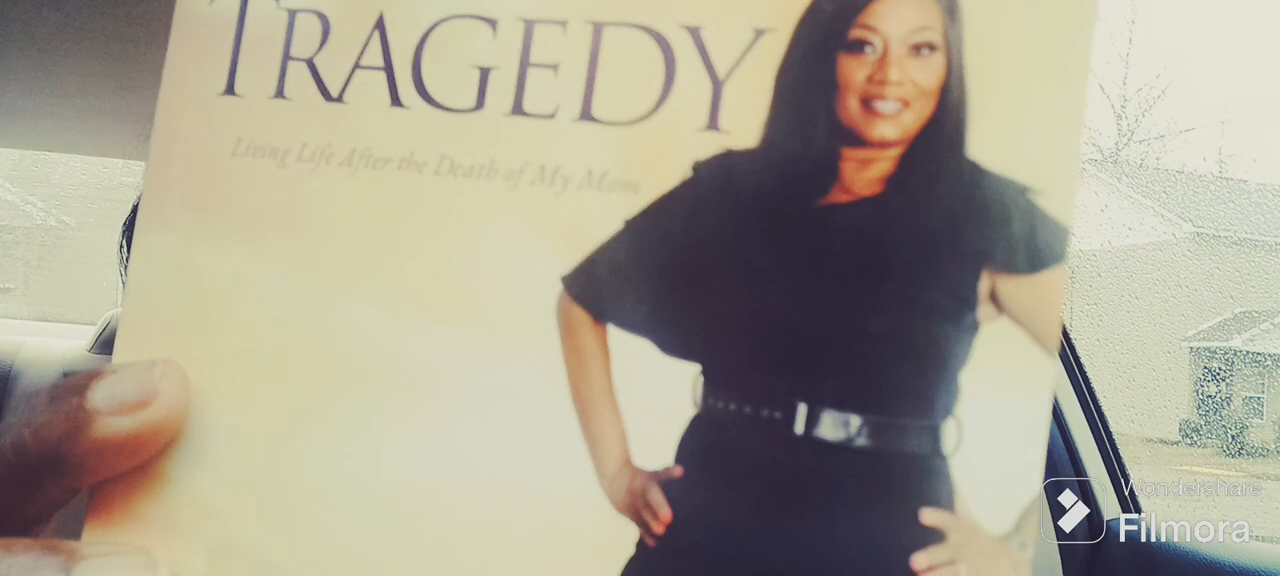 TRAGEDY
Living Life After the Death of My Mom
Wondershare
Filmora